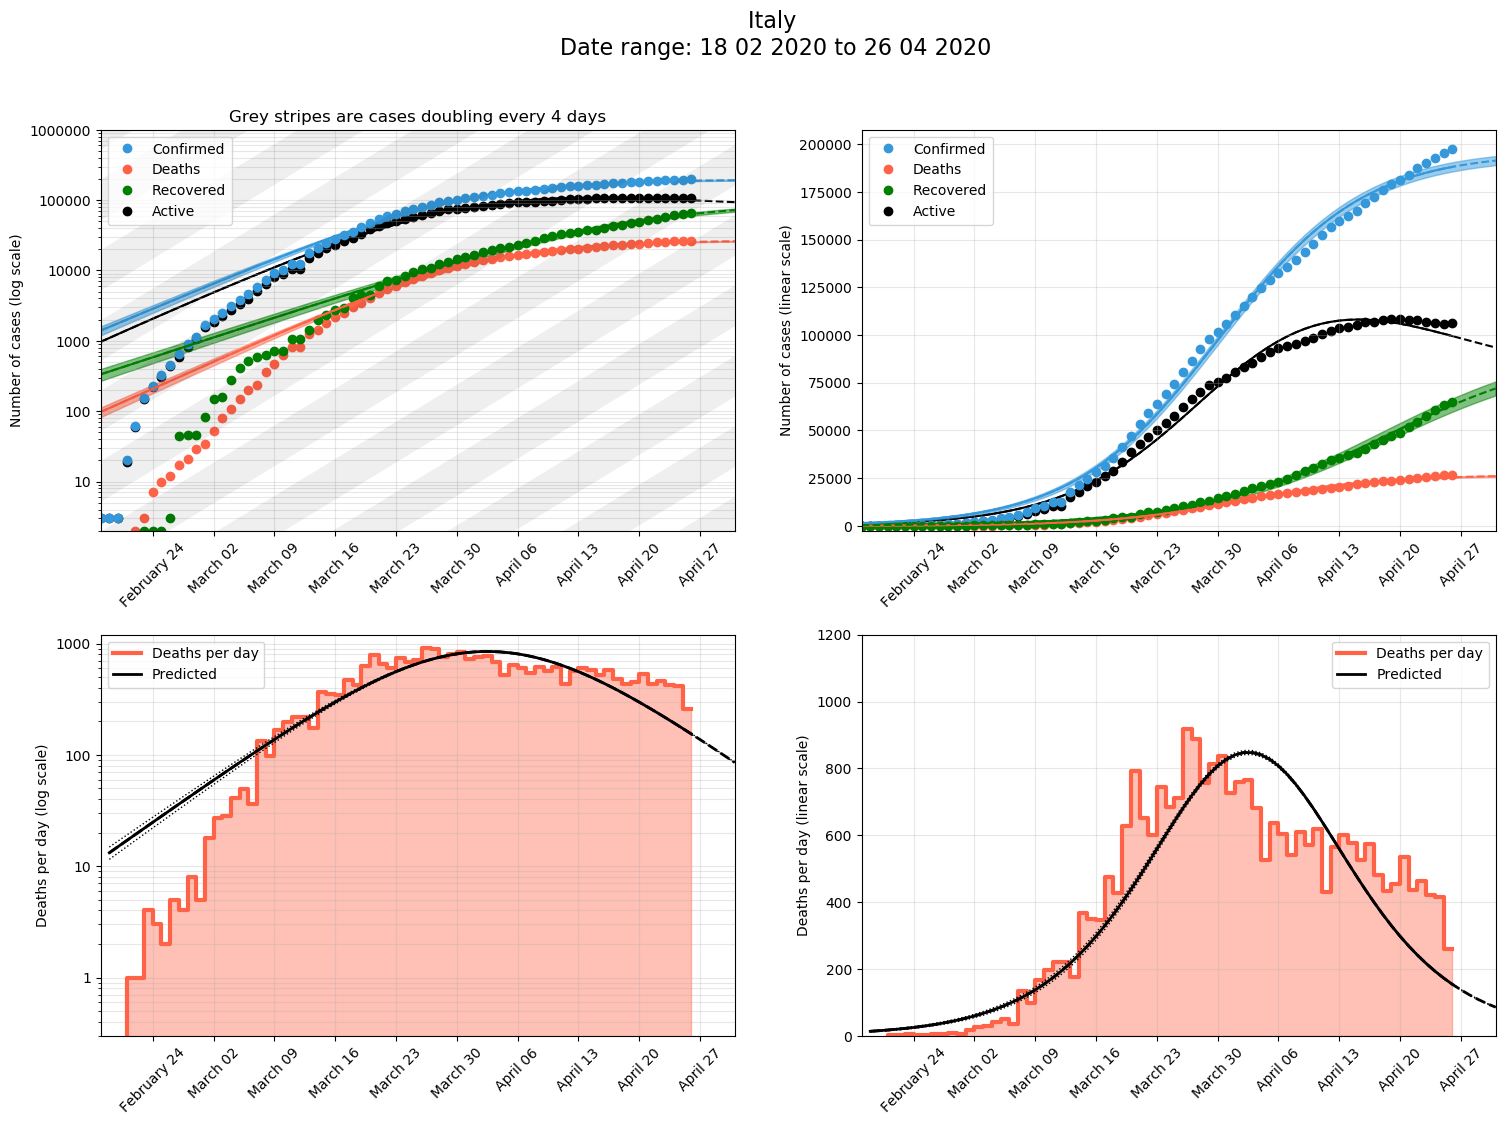 Italy
Date range: 18 02 2020 to 26 04 2020
Grey stripes are cases doubling every 4 days
Number of cases (log scale)
1000000
100000
10000
1000
100
10
Confirmed
Deaths
Recovered
Active
February 24
March 02
March 09
March 16
March 23
March 30
April 06
April 13
April 20
April 27
Number of cases (linear scale)
200000
175000
150000
125000
100000
75000
50000
25000
0
Confirmed
Deaths
Recovered
Active
February 24
March 02
March 09
March 16
March 23
March 30
April 06
April 13
April 20
April 27
Deaths per day (log scale)
1000
100
10
1
Deaths per day
Predicted
February 24
March 02
March 09
March 16
March 23
March 30
April 06
April 13
April 20
April 27
Deaths per day (linear scale)
1200
1000
800
600
400
200
0
Deaths per day
Predicted
February 24
March 02
March 09
March 16
March 23
March 30
April 06
April 13
April 20
April 27